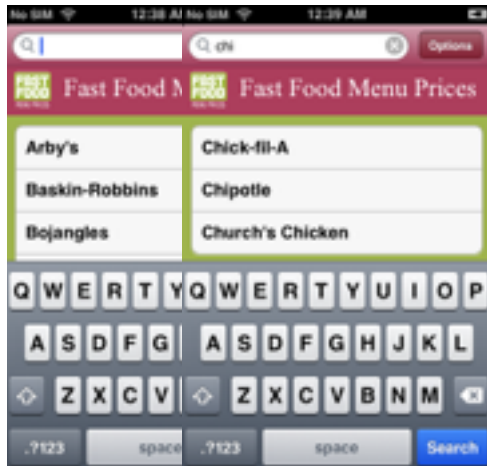 No SIM 12:38 AM
Fast Food M
FAST FOOD
Arby's
Baskin-Robbins
Bojangles
Q W E R T Y
A S D F G
Z X C V
.?123 space
No SIM 12:39 AM
chi Options
FAST FOOD
Fast Food Menu Prices
Chick-fil-A
Chipotle
Church's Chicken
Q W E R T Y U I O P
A S D F G H J K L
Z X C V B N M
.?123 space Search